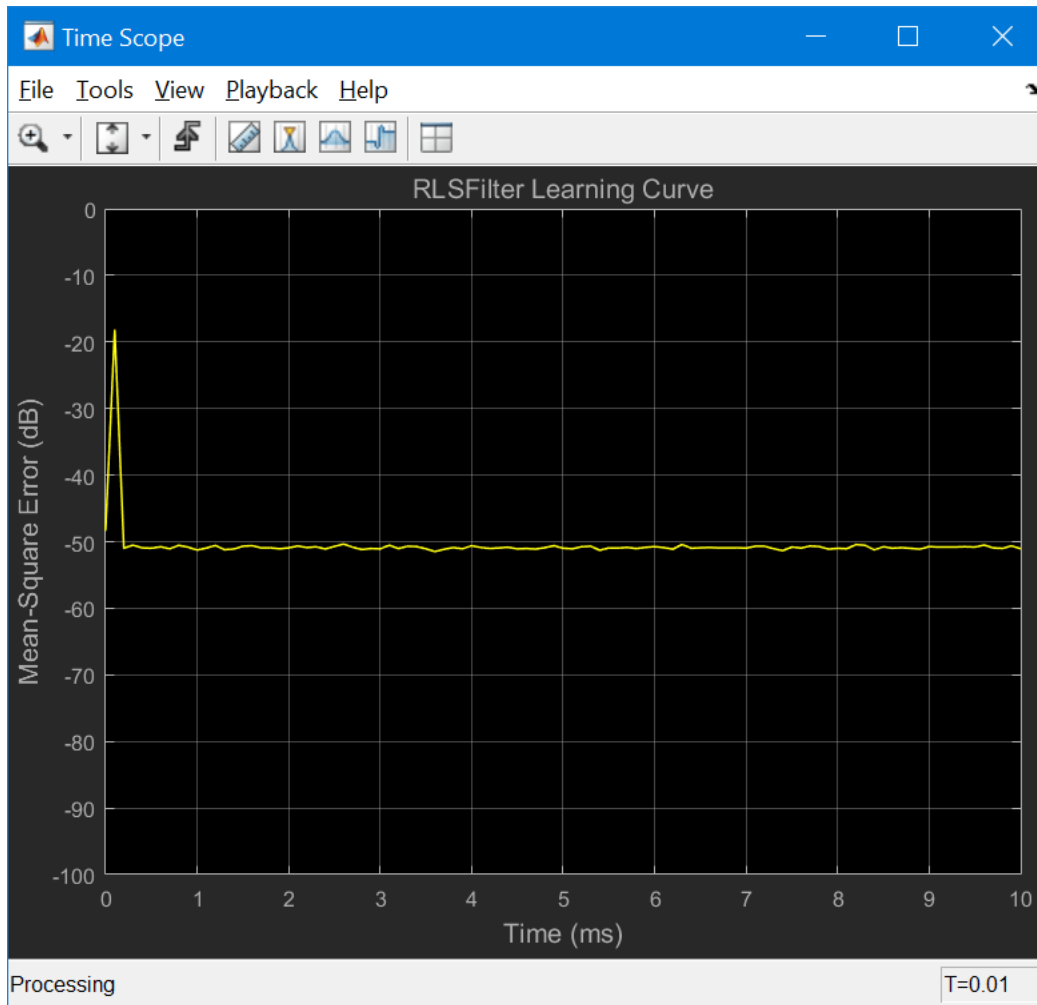 Time Scope
File Tools View Playback Help
RLSFilter Learning Curve
0
-10
-20
-30
-40
-50
-60
-70
-80
-90
-100
Mean-Square Error (dB)
0 1 2 3 4 5 6 7 8 9 10
Time (ms)
Processing T=0.01